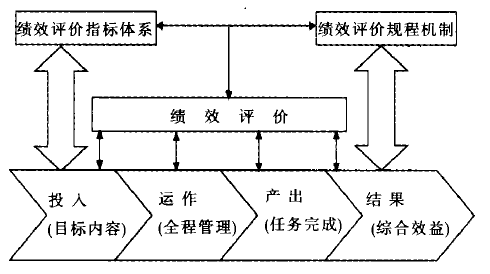 绩效评价指标体系
绩效评价规程机制
绩 效 评 价
投 入
(目标内容)
运 作
(全程管理)
产 出
(任务完成)
结 果
(综合效益)